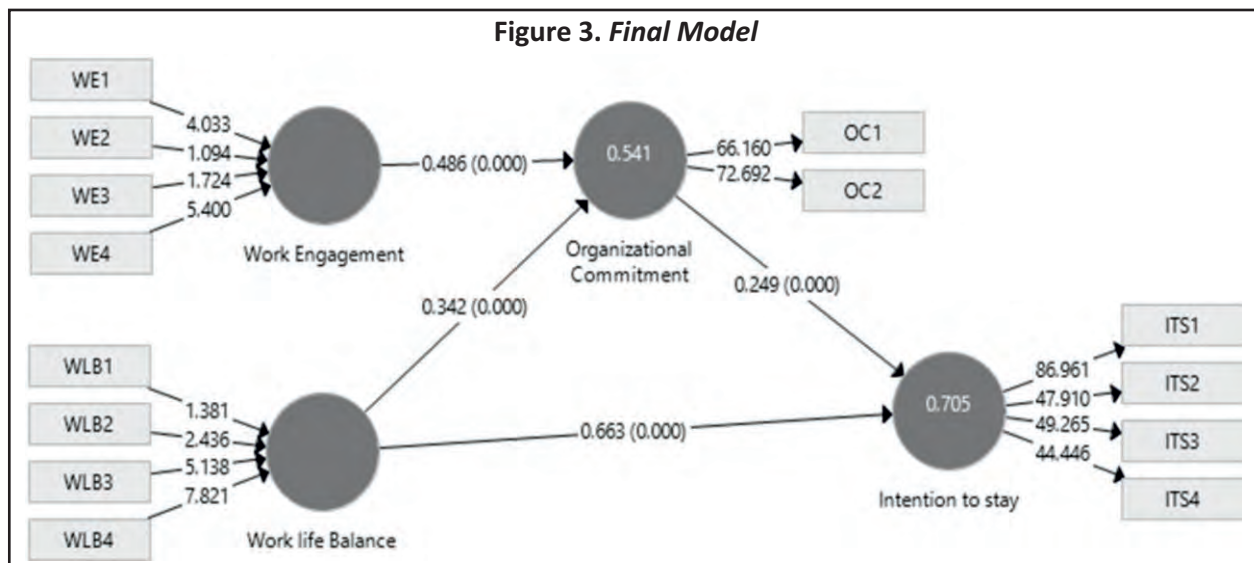 Figure 3. Final Model
WE1
WE2
WE3
WE4
4.033
1.094
1.724
5.400
Work Engagement
0.486 (0.000)
0.541
Organizational
Commitment
66.160
72.692
OC1
OC2
0.342 (0.000)
0.249 (0.000)
WLB1
WLB2
WLB3
WLB4
1.381
2.436
5.138
7.821
Work life Balance
0.663 (0.000)
0.705
Intention to stay
86.961
47.910
49.265
44.446
ITS1
ITS2
ITS3
ITS4